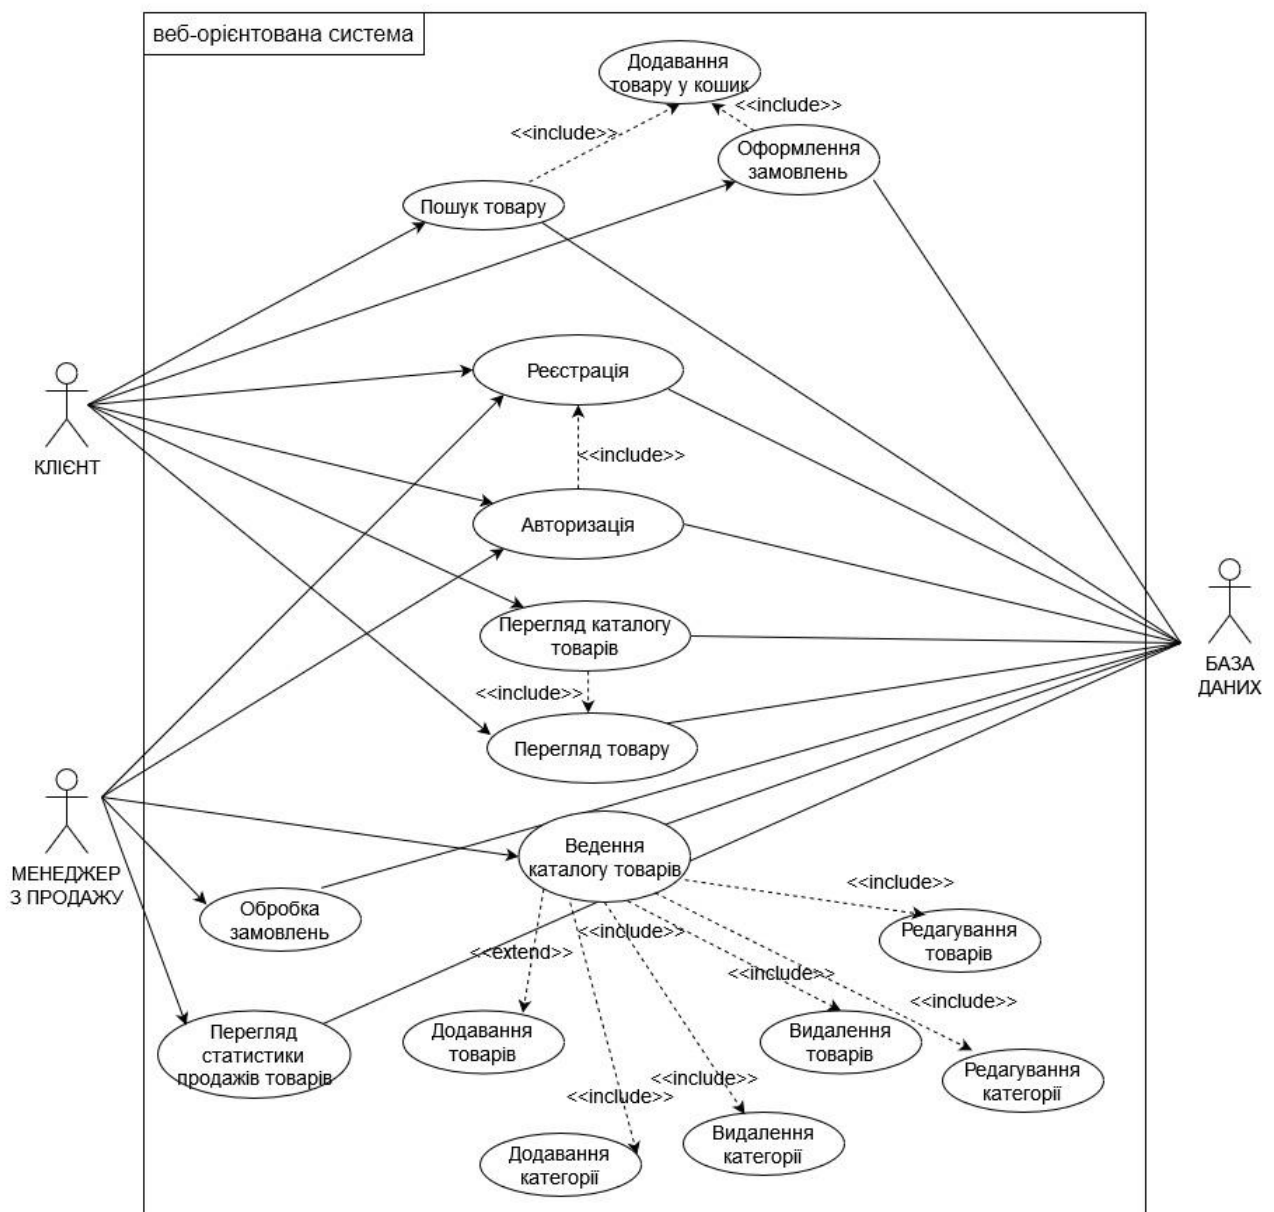 веб-орієнтована система
Додавання
товару у кошик
<<include>>
<<include>>
Оформлення
замовлень
Пошук товару
Реєстрація
КЛІЄНТ
<<include>>
Авторизація
Перегляд каталогу
товарів
<<include>>
БАЗА
ДАНИХ
Перегляд товару
Ведення
каталогу товарів
МЕНЕДЖЕР
З ПРОДАЖУ
<<include>>
Обробка
замовлень
<<include>>
Редагування
товарів
<<extend>>
<<include>>
<<include>>
Перегляд
статистики
продажів товарів
Додавання
товарів
Видалення
товарів
Редагування
категорії
<<include>>
<<include>>
Видалення
категорії
Додавання
категорії